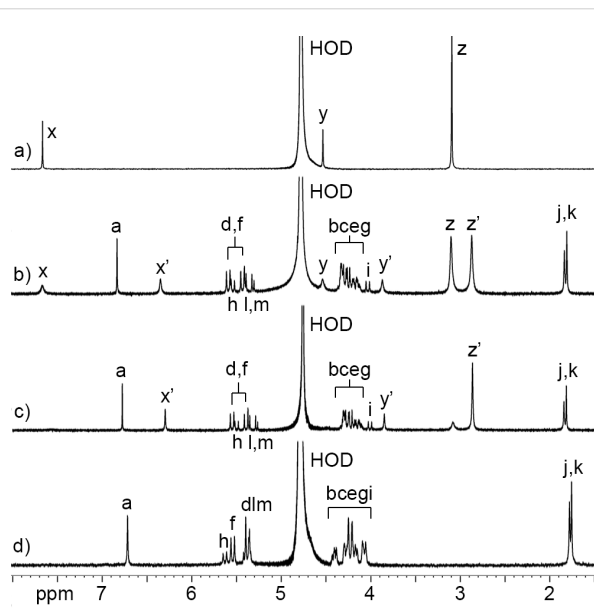 HOD
z
x
y
a)
HOD
a
d,f
bceg
z z'
j,k
x
x'
y
i
y'
b)
h l,m
HOD
a
d,f
bceg
z'
j,k
x'
i
y'
c)
h l,m
HOD
a
dlm
bcegi
j,k
f
h
d)
ppm 7 6 5 4 3 2